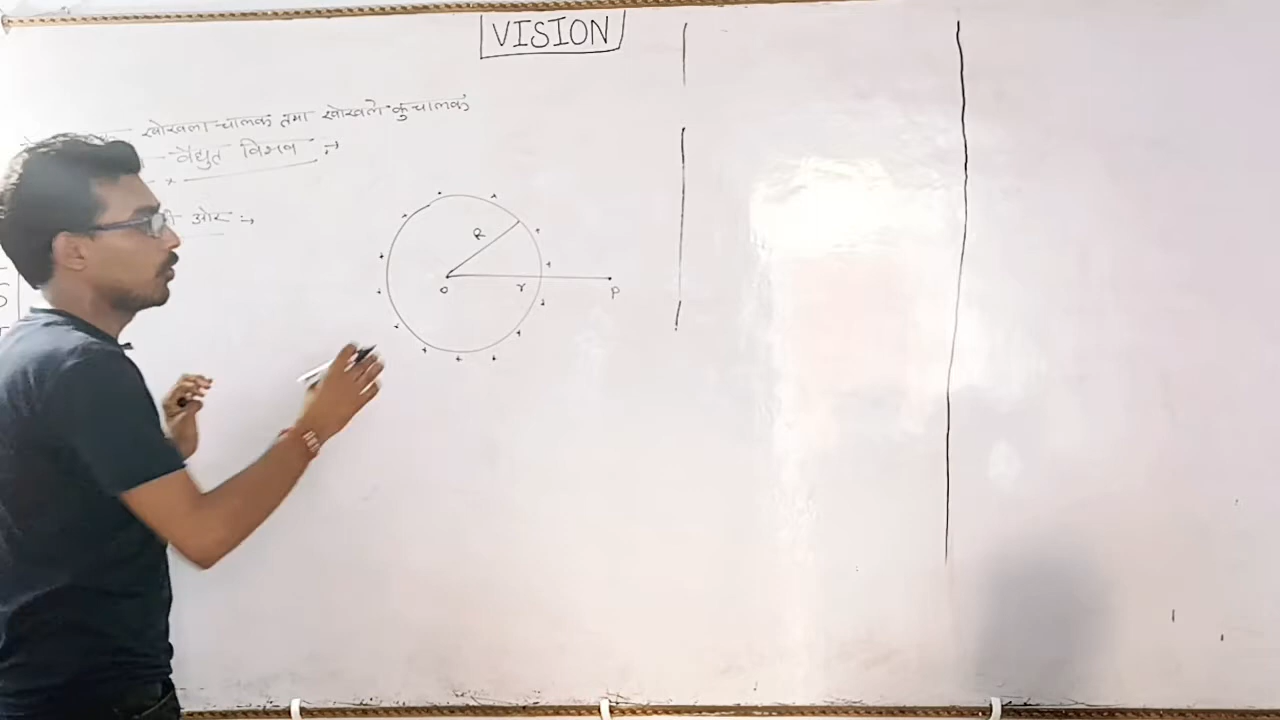 VISION
खोखला चालक तथा खोखले कुचालक
वैद्युत विभव :→
ओर :→
R
O r P